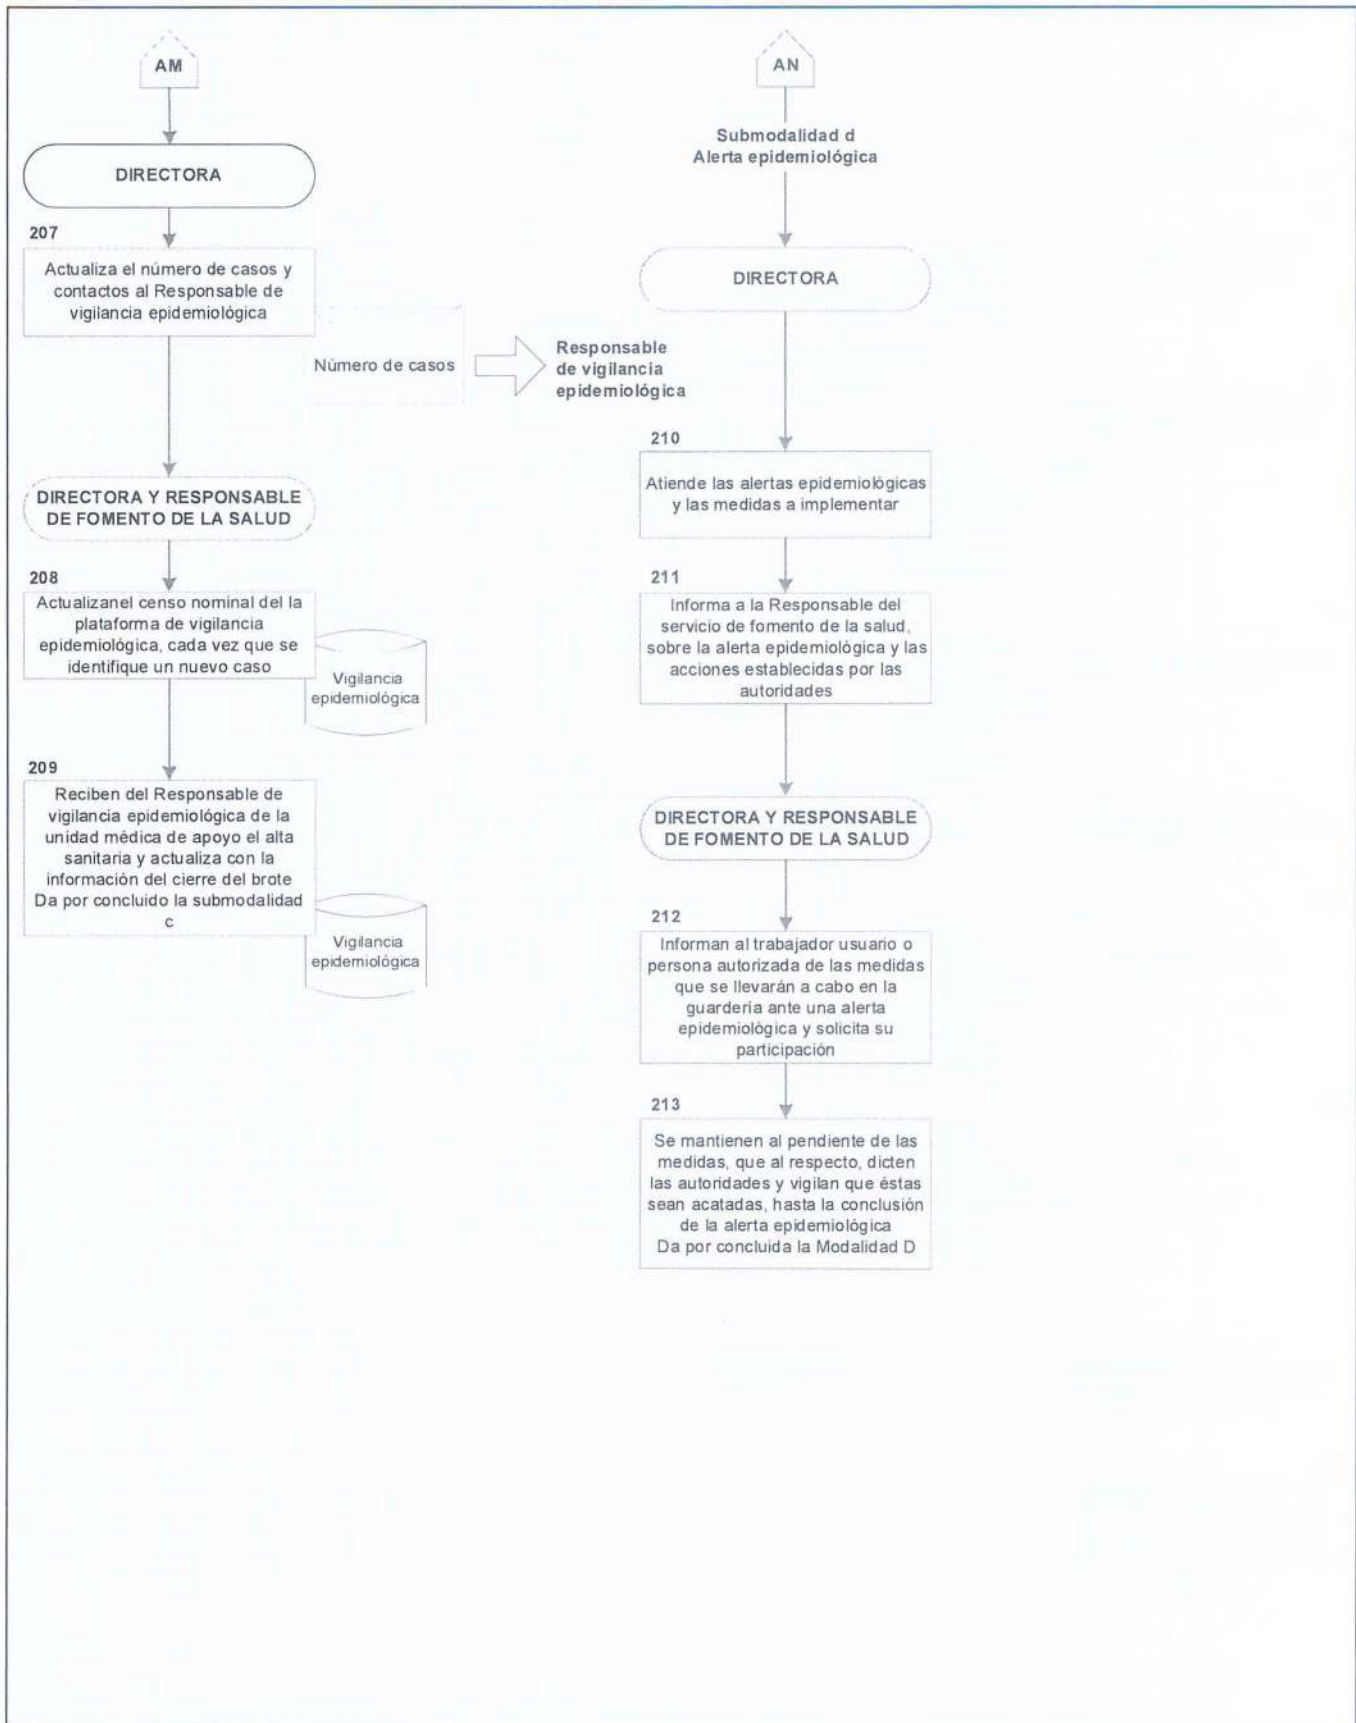 AM
DIRECTORA
207
Actualiza el número de casos y
contactos al Responsable de
vigilancia epidemiológica
Número de casos
Responsable
de vigilancia
epidemiológica
DIRECTORA Y RESPONSABLE
DE FOMENTO DE LA SALUD
208
Actualizanel censo nominal del la
plataforma de vigilancia
epidemiológica, cada vez que se
identifique un nuevo caso
Vigilancia
epidemiológica
209
Reciben del Responsable de
vigilancia epidemiológica de la
unidad médica de apoyo el alta
sanitaria y actualiza con la
información del cierre del brote
Da por concluido la submodalidad
c
Vigilancia
epidemiológica
AN
Submodalidad d
Alerta epidemiológica
DIRECTORA
210
Atiende las alertas epidemiológicas
y las medidas a implementar
211
Informa a la Responsable del
servicio de fomento de la salud,
sobre la alerta epidemiológica y las
acciones establecidas por las
autoridades
DIRECTORA Y RESPONSABLE
DE FOMENTO DE LA SALUD
212
Informan al trabajador usuario o
persona autorizada de las medidas
que se llevarán a cabo en la
guardería ante una alerta
epidemiológica y solicita su
participación
213
Se mantienen al pendiente de las
medidas, que al respecto, dicten
las autoridades y vigilan que éstas
sean acatadas, hasta la conclusión
de la alerta epidemiológica
Da por concluida la Modalidad D